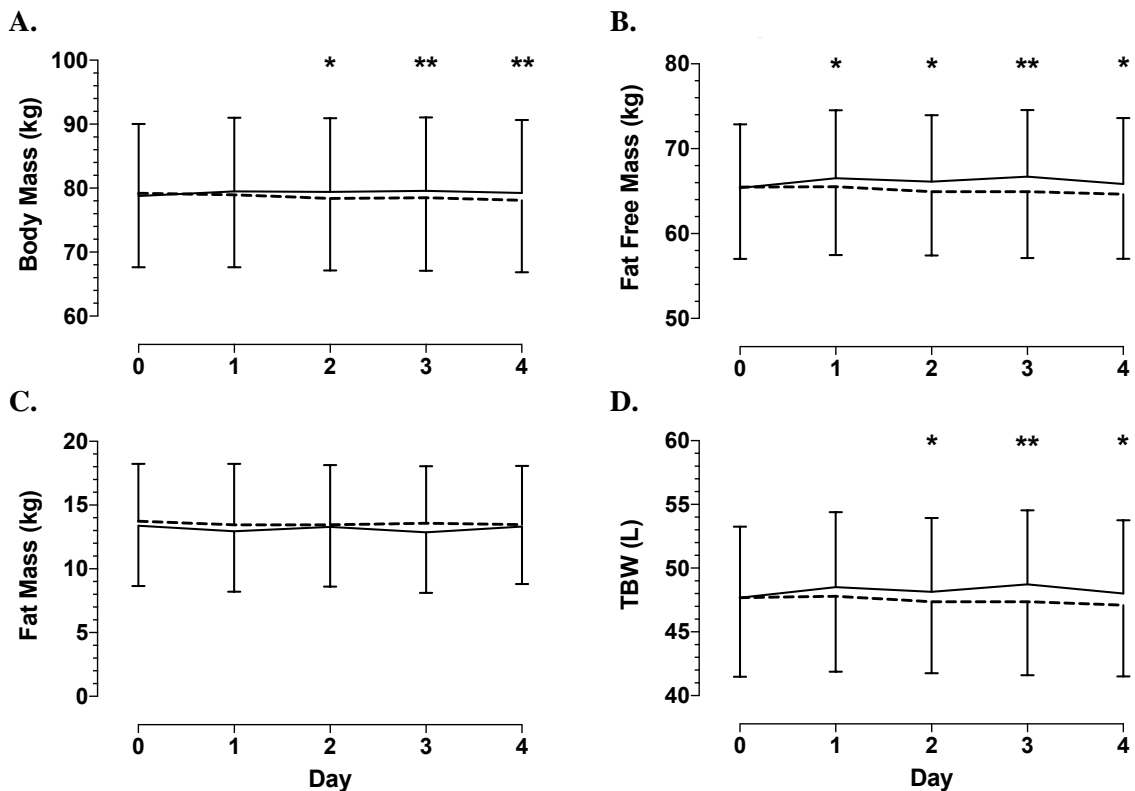 A.
100
90
80
70
60
Body Mass (kg)
* ** **
0 1 2 3 4
B.
80
70
60
50
Fat Free Mass (kg)
* * ** *
0 1 2 3 4
C.
20
15
10
5
0
Fat Mass (kg)
0 1 2 3 4
Day
D.
60
55
50
45
40
TBW (L)
* ** *
0 1 2 3 4
Day